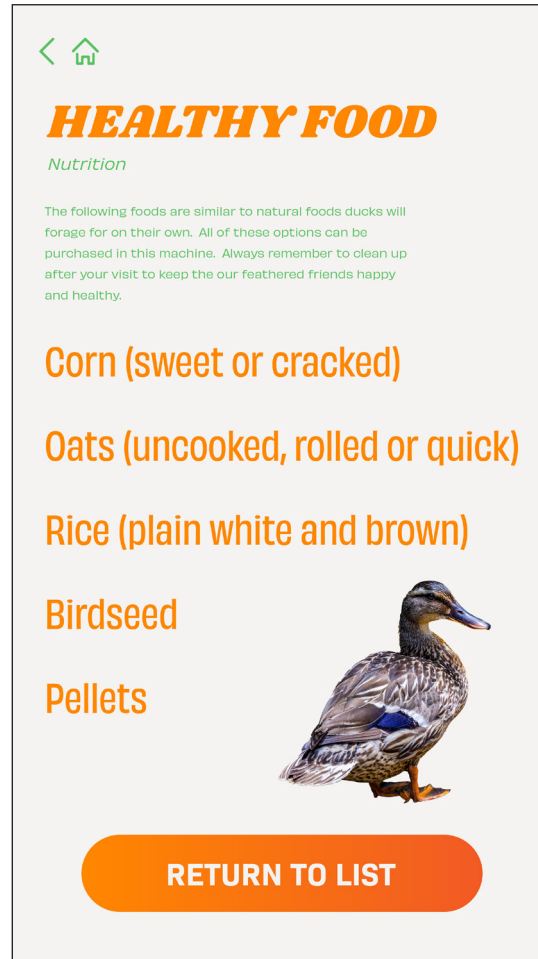 HEALTHY FOOD
Nutrition
The following foods are similar to natural foods ducks will
forage for on their own.  All of these options can be
purchased in this machine.  Always remember to clean up
after your visit to keep the our feathered friends happy
and healthy.
Corn (sweet or cracked)
Oats (uncooked, rolled or quick)
Rice (plain white and brown)
Birdseed
Pellets
RETURN TO LIST